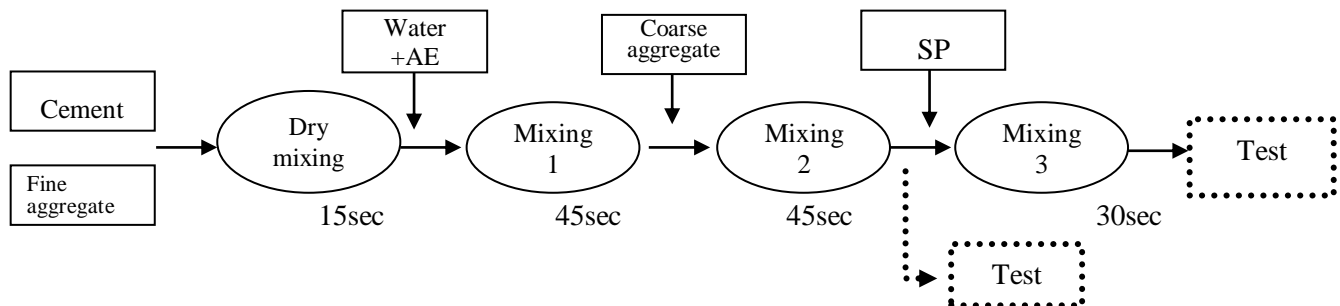 Cement
Fine
aggregate
Dry
mixing
15sec
Water
+AE
Mixing
1
45sec
Coarse
aggregate
Mixing
2
45sec
SP
Mixing
3
30sec
Test
Test